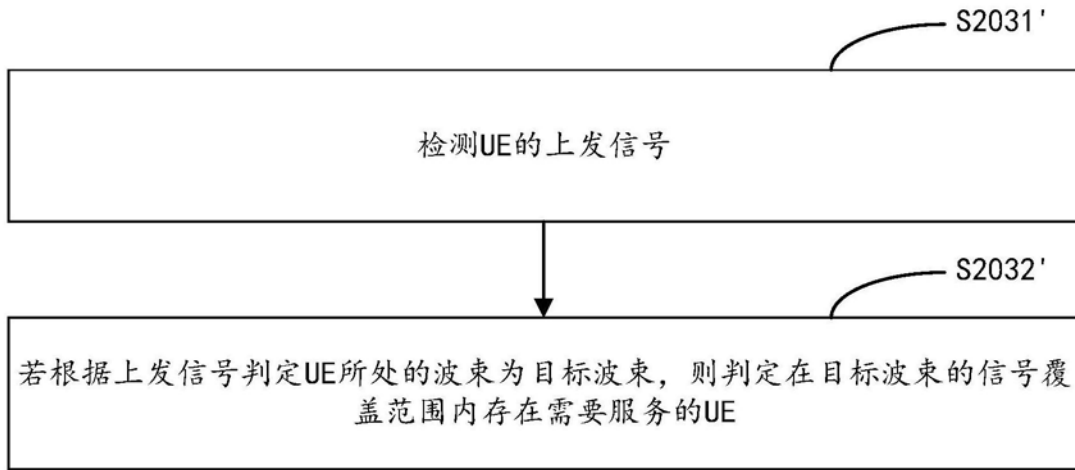 S2031'
检测UE的上发信号
S2032'
若根据上发信号判定UE所处的波束为目标波束，则判定在目标波束的信号覆
盖范围内存在需要服务的UE